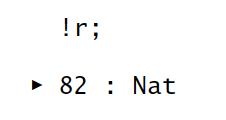 !r;
▶ 82 : Nat